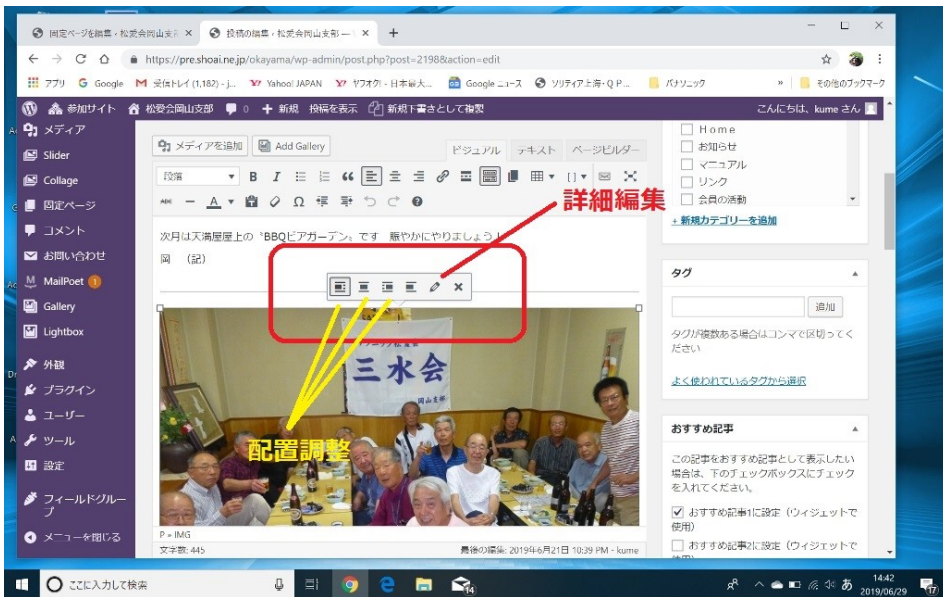 固定ページを編集 ‹ 松愛会岡山支
投稿の編集 ‹ 松愛会岡山支部 —
https://pre.shoai.ne.jp/okayama/wp-admin/post.php?post=2198&action=edit
アプリ
Google
受信トレイ (1,182) - j...
Yahoo! JAPAN
ヤフオク! - 日本最大...
Google ニュース
ソリティア上海- Q P...
パナソニック
»
その他のブックマーク
参加サイト
松愛会岡山支部
0
新規
投稿を表示
新規下書きとして複製
こんにちは、kume さん
メディア
Slider
Collage
固定ページ
コメント
お問い合わせ
MailPoet 1
Gallery
Lightbox
外観
プラグイン
ユーザー
ツール
設定
フィールドグルー
プ
メニューを閉じる
メディアを追加
Add Gallery
ビジュアル
テキスト
ページビルダー
段落
詳細編集
次月は天満屋屋上の〝BBQビアガーデン〟です 賑やかにやりましょう!
岡 (記)
三水会
岡山支部
配置調整
P » IMG
文字数: 445
最後の編集: 2019年6月21日 10:39 PM - kume
Home
お知らせ
マニュアル
リンク
会員の活動
+ 新規カテゴリーを追加
タグ
追加
タグが複数ある場合はコンマで区切ってく
ださい
よく使われているタグから選択
おすすめ記事
この記事をおすすめ記事として表示したい
場合は、下のチェックボックスにチェック
を入れてください。
おすすめ記事1に設定(ウィジェットで
使用)
おすすめ記事2に設定(ウィジェットで
ここに入力して検索
14
あ
14:42
2019/06/29
17